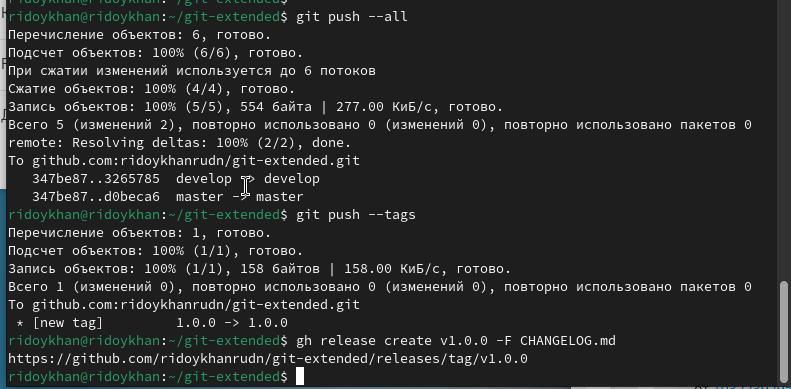 ridoykhan@ridoykhan:~/git-extended$ git push --all
Перечисление объектов: 6, готово.
Подсчет объектов: 100% (6/6), готово.
При сжатии изменений используется до 6 потоков
Сжатие объектов: 100% (4/4), готово.
Запись объектов: 100% (5/5), 554 байта | 277.00 КиБ/с, готово.
Всего 5 (изменений 2), повторно использовано 0 (изменений 0), повторно использовано пакетов 0
remote: Resolving deltas: 100% (2/2), done.
To github.com:ridoykhanrudn/git-extended.git
   347be87..3265785  develop -> develop
   347be87..d0beca6  master -> master
ridoykhan@ridoykhan:~/git-extended$ git push --tags
Перечисление объектов: 1, готово.
Подсчет объектов: 100% (1/1), готово.
Запись объектов: 100% (1/1), 158 байтов | 158.00 КиБ/с, готово.
Всего 1 (изменений 0), повторно использовано 0 (изменений 0), повторно использовано пакетов 0
To github.com:ridoykhanrudn/git-extended.git
 * [new tag]         1.0.0 -> 1.0.0
ridoykhan@ridoykhan:~/git-extended$ gh release create v1.0.0 -F CHANGELOG.md
https://github.com/ridoykhanrudn/git-extended/releases/tag/v1.0.0
ridoykhan@ridoykhan:~/git-extended$